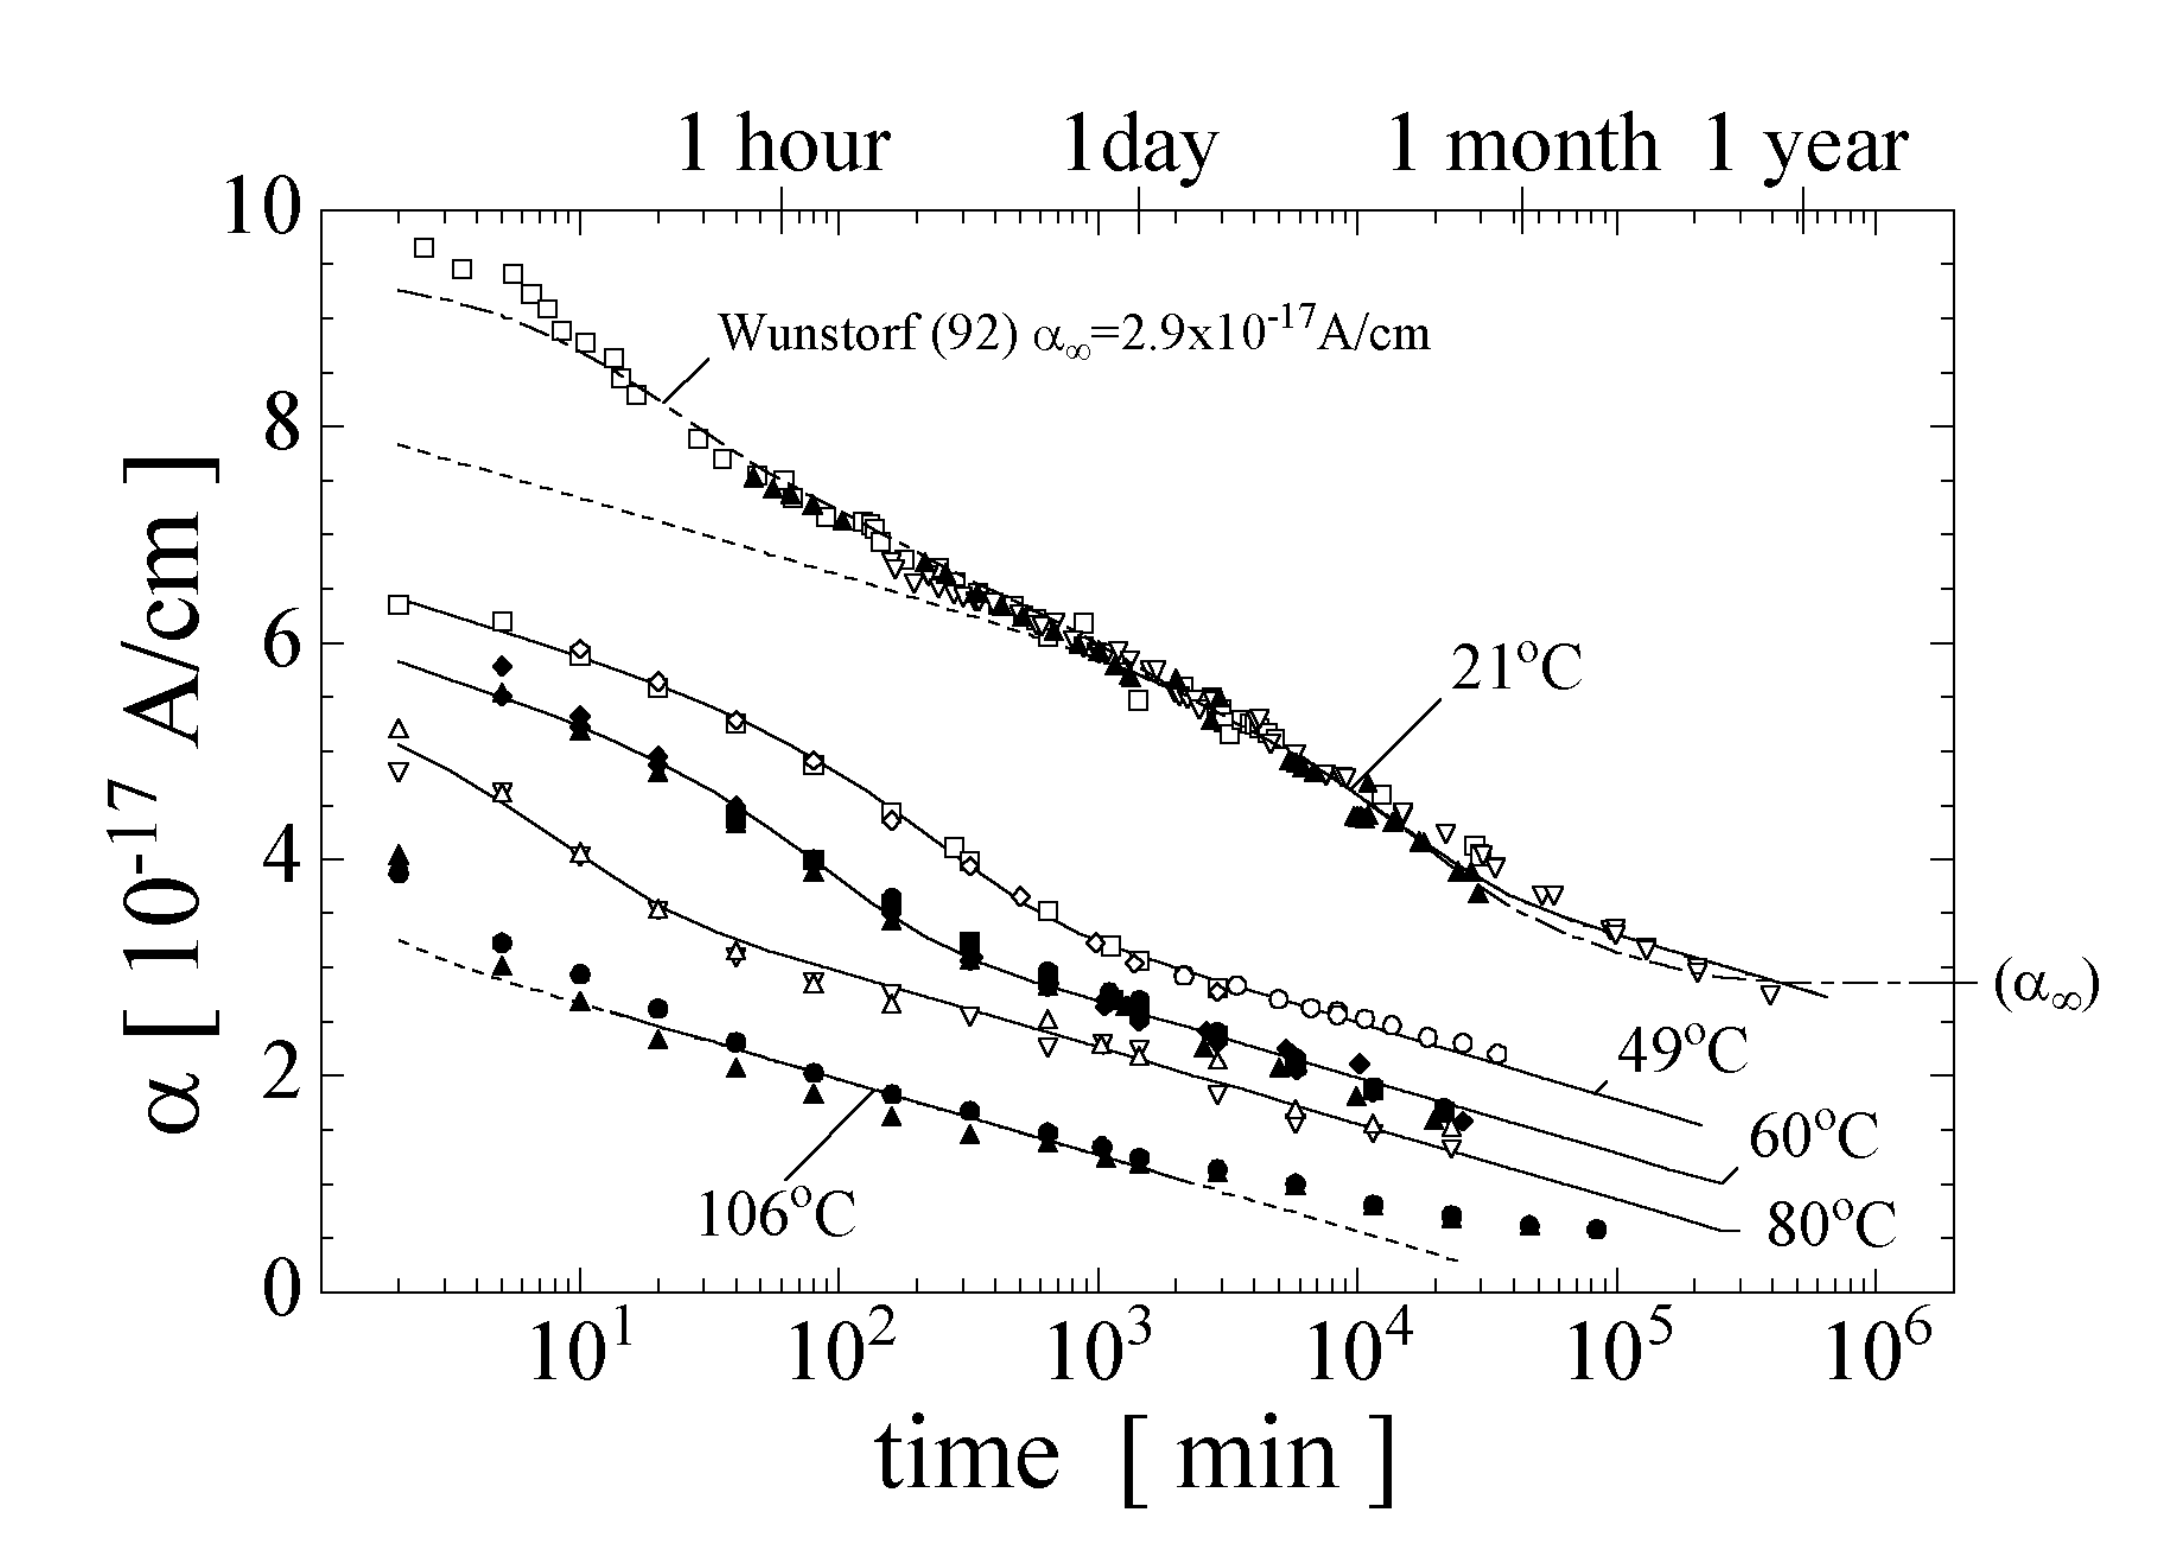 1 hour 1day 1 month 1 year
10
8
6
4
2
0
α [ 10⁻¹⁷ A/cm ]
Wunstorf (92) α∞=2.9x10⁻¹⁷A/cm
21°C
(α∞)
49°C
60°C
80°C
106°C
10¹ 10² 10³ 10⁴ 10⁵ 10⁶
time [ min ]